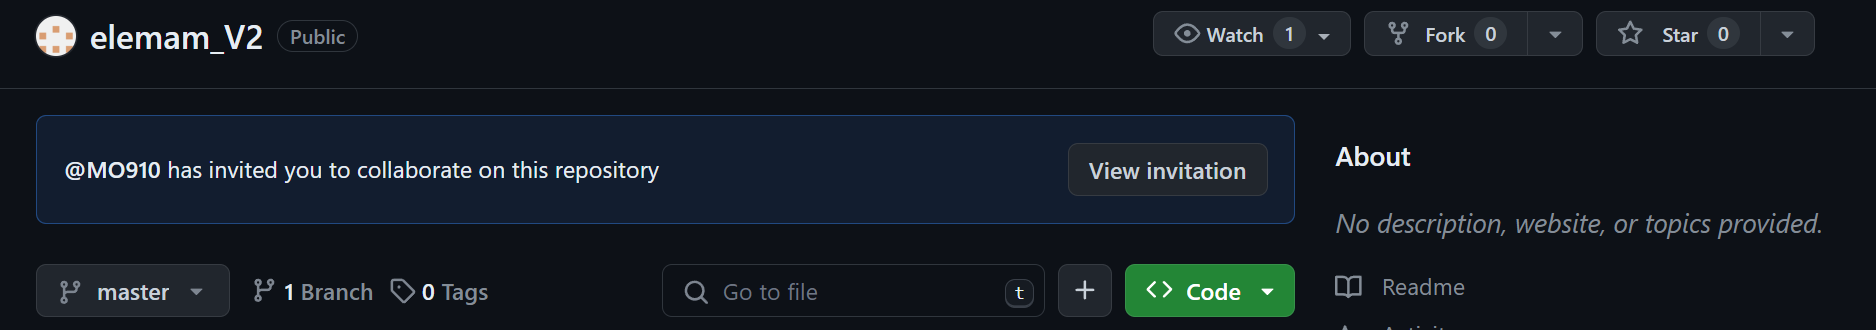 elemam_V2 Public Watch 1 Fork 0 Star 0
@MO910 has invited you to collaborate on this repository View invitation
About
No description, website, or topics provided.
master 1 Branch 0 Tags Go to file t + <> Code
Readme